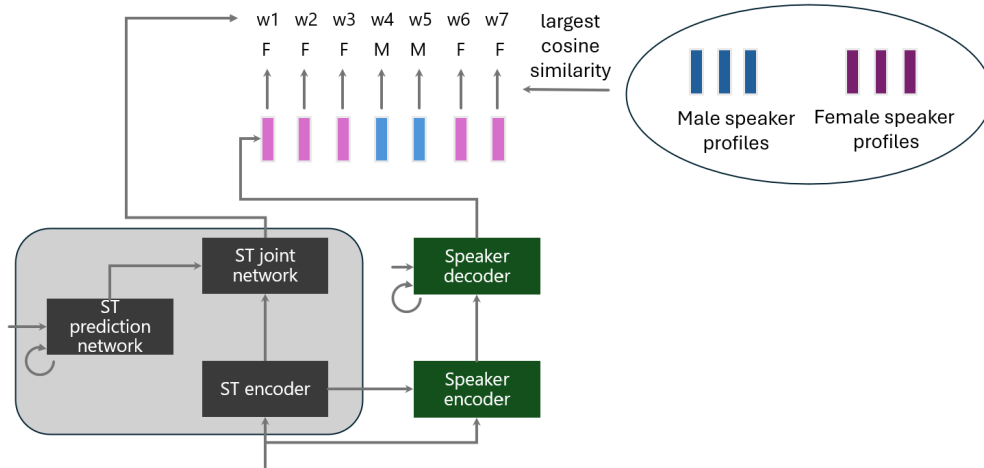 w1 w2 w3 w4 w5 w6 w7
F F F M M F F
largest
cosine
similarity
Male speaker
profiles
Female speaker
profiles
ST joint
network
Speaker
decoder
ST
prediction
network
ST encoder
Speaker
encoder